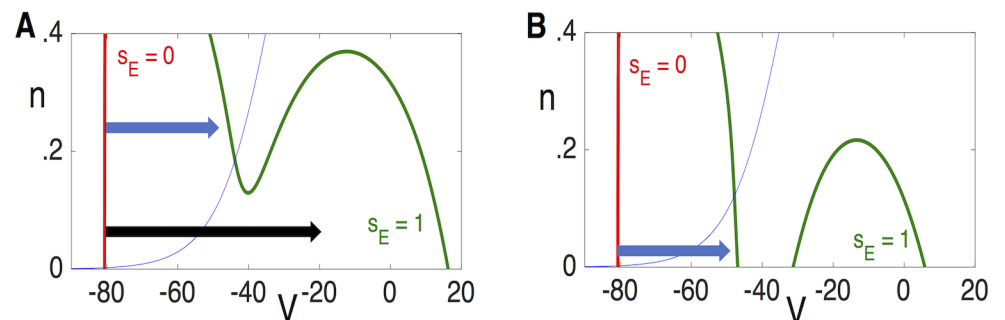 A
n
.4
.2
0
s_E = 0
s_E = 1
-80 -60 -40 -20 0 20
V
B
n
.4
.2
0
s_E = 0
s_E = 1
-80 -60 -40 -20 0 20
V